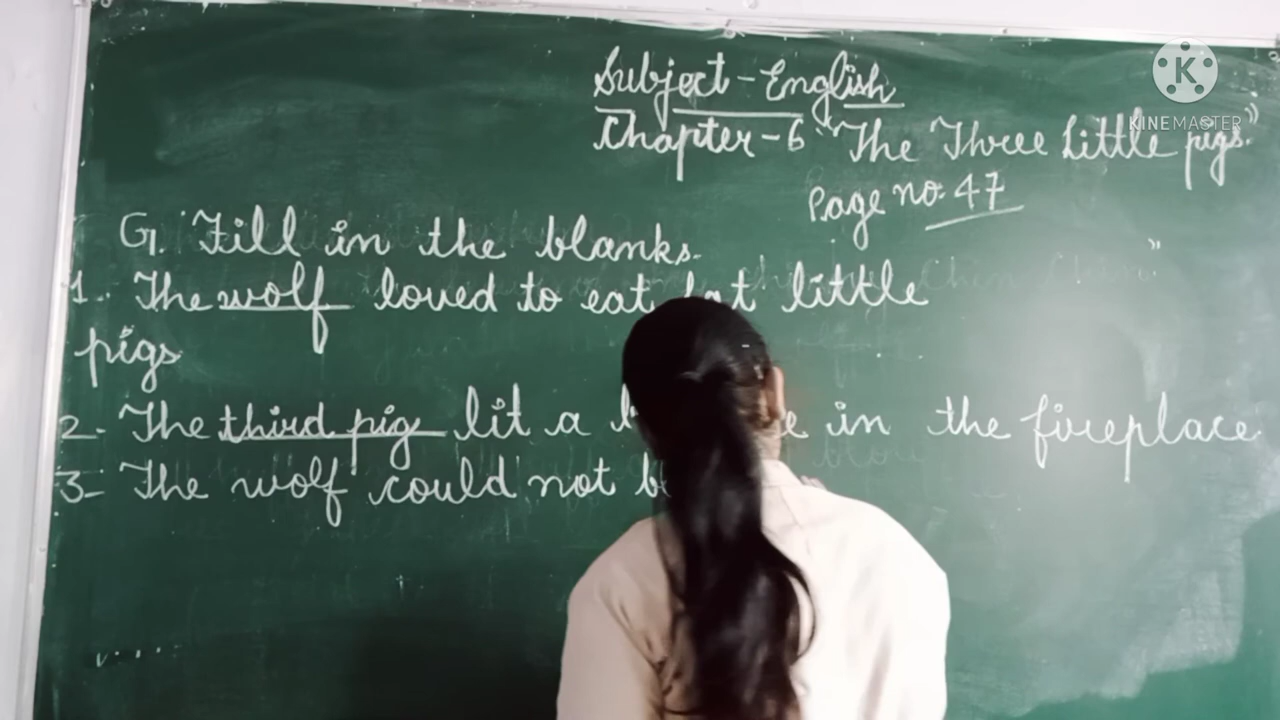 Subject - English
Chapter - 6 "The Three Little pigs."
Page no. 47
G. Fill in the blanks.
1. The wolf loved to eat fat little
pigs
2. The third pig lit a in the fireplace
3. The wolf could not
KINEMASTER